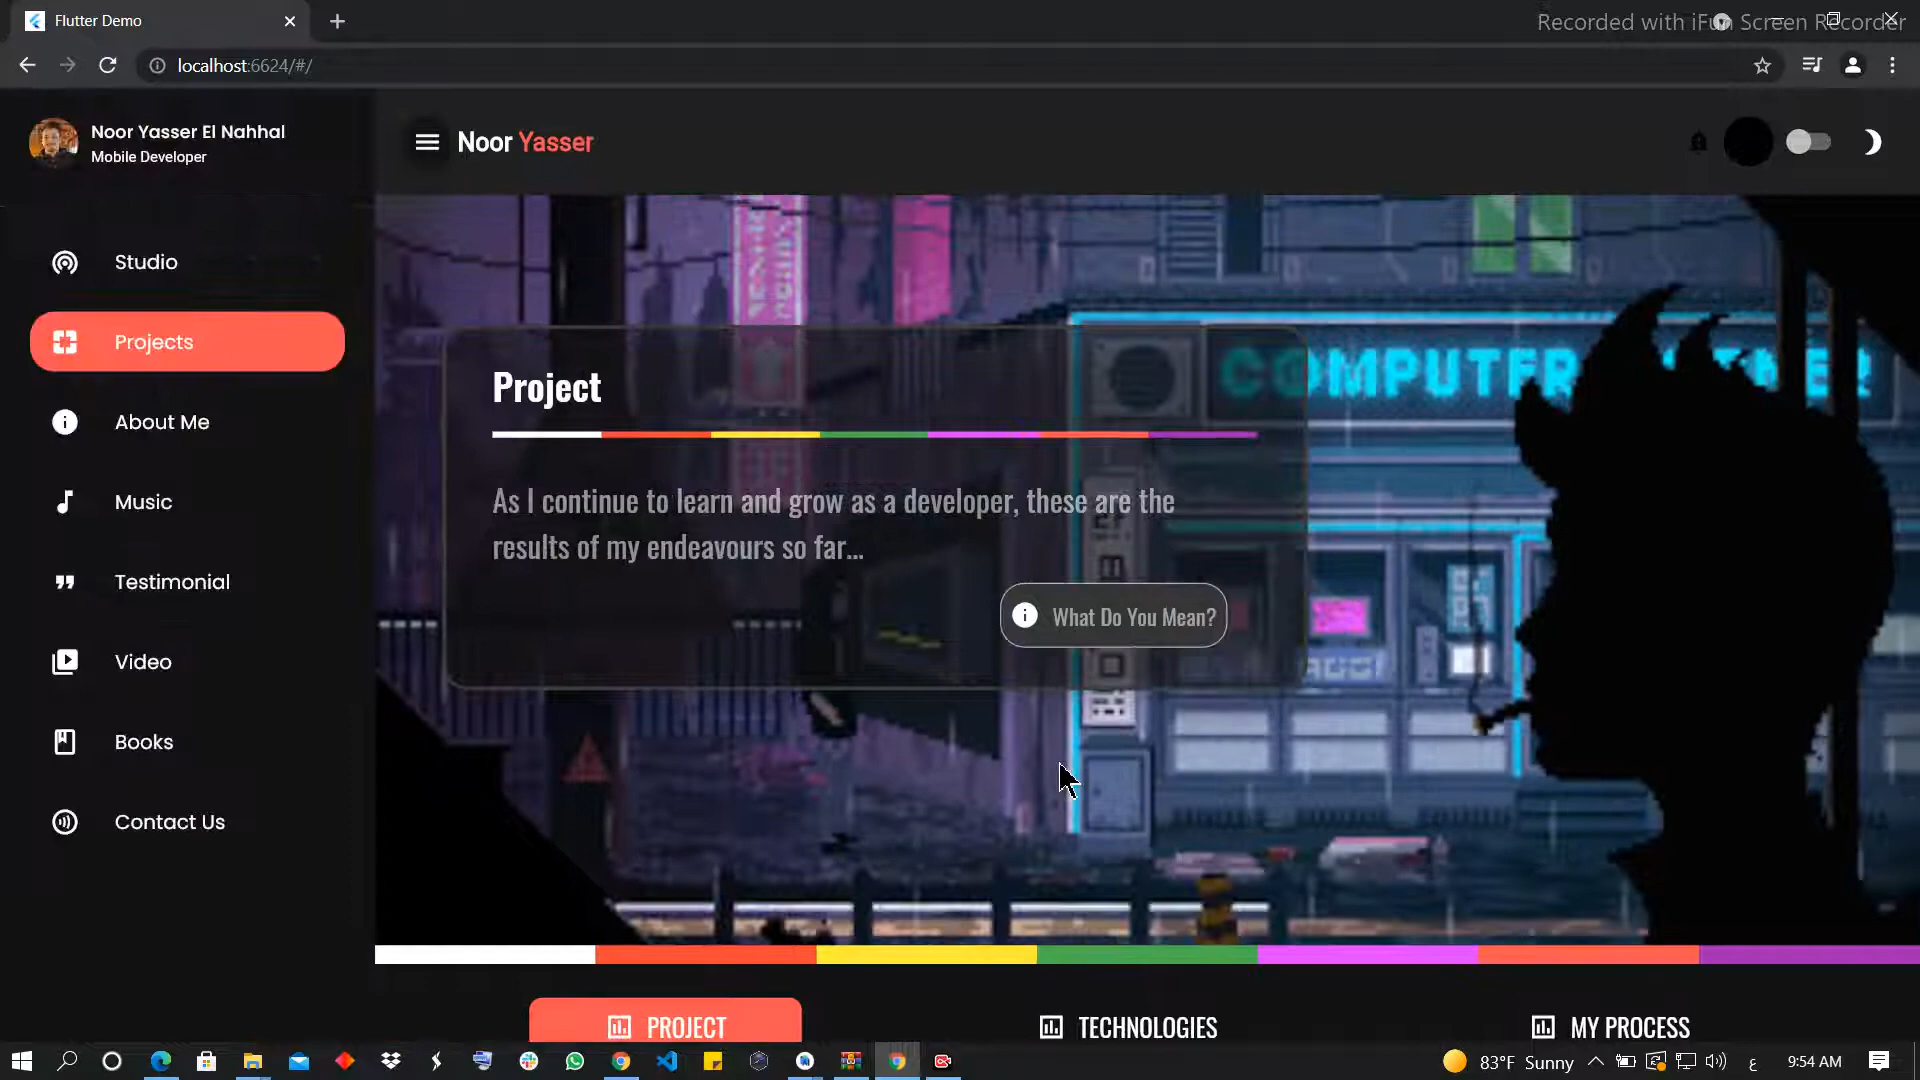 Flutter Demo
Recorded with iFun Screen Recorder
localhost:6624/#/
Noor Yasser El Nahhal
Mobile Developer
Noor Yasser
Studio
Projects
About Me
Music
Testimonial
Video
Books
Contact Us
COMPUTER
Project
As I continue to learn and grow as a developer, these are the
results of my endeavours so far...
What Do You Mean?
PROJECT
TECHNOLOGIES
MY PROCESS
83°F Sunny
ع
9:54 AM